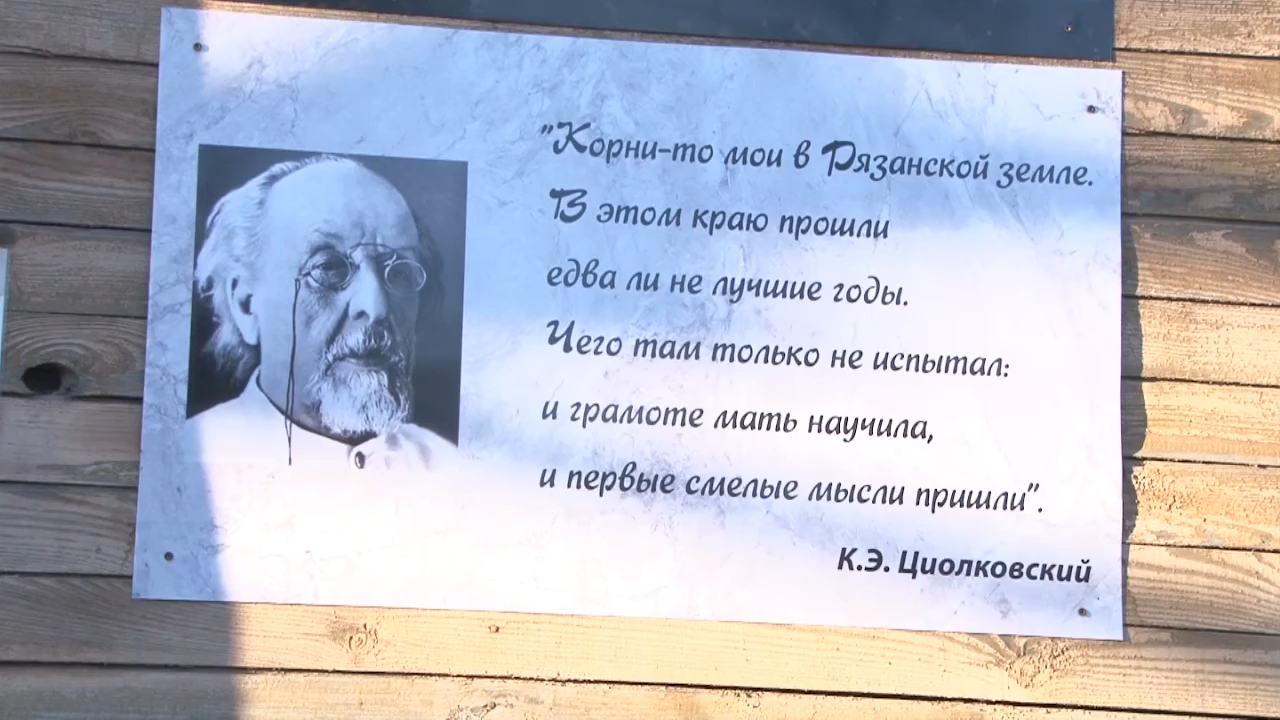 "Корни-то мои в Рязанской земле.
В этом краю прошли
едва ли не лучшие годы.
Чего там только не испытал:
и грамоте мать научила,
и первые смелые мысли пришли".
К.Э. Циолковский